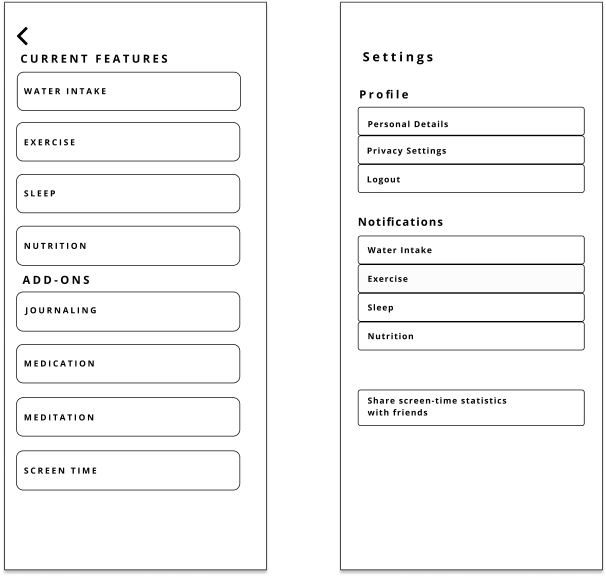 CURRENT FEATURES
WATER INTAKE
EXERCISE
SLEEP
NUTRITION
ADD-ONS
JOURNALING
MEDICATION
MEDITATION
SCREEN TIME
Settings
Profile
Personal Details
Privacy Settings
Logout
Notifications
Water Intake
Exercise
Sleep
Nutrition
Share screen-time statistics
with friends